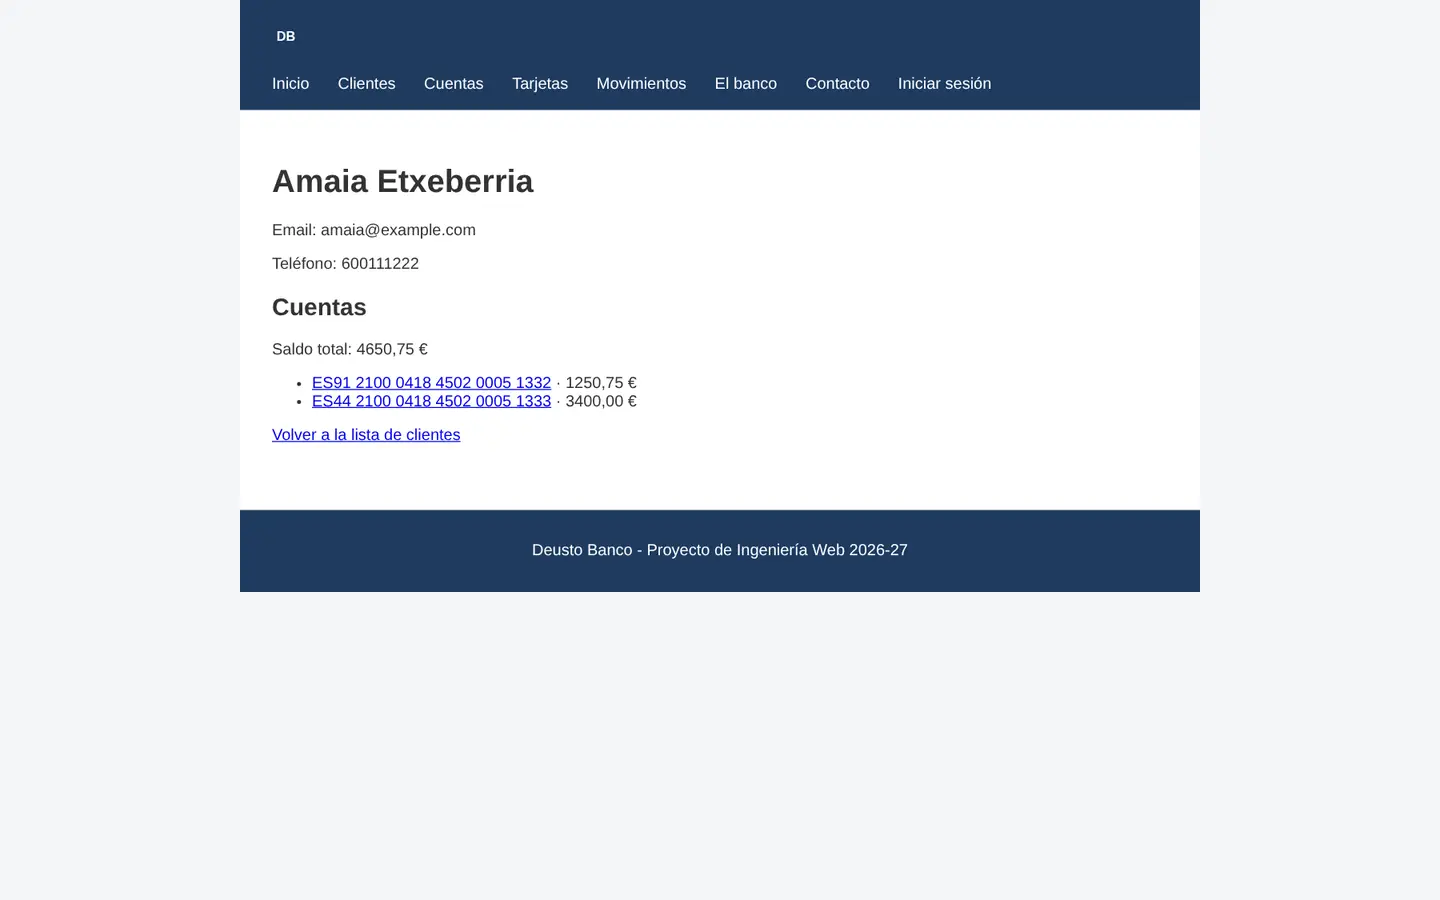 DB
Inicio Clientes Cuentas Tarjetas Movimientos El banco Contacto Iniciar sesión
Amaia Etxeberria
Email: amaia@example.com
Teléfono: 600111222
Cuentas
Saldo total: 4650,75 €
• ES91 2100 0418 4502 0005 1332 · 1250,75 €
• ES44 2100 0418 4502 0005 1333 · 3400,00 €
Volver a la lista de clientes
Deusto Banco - Proyecto de Ingeniería Web 2026-27